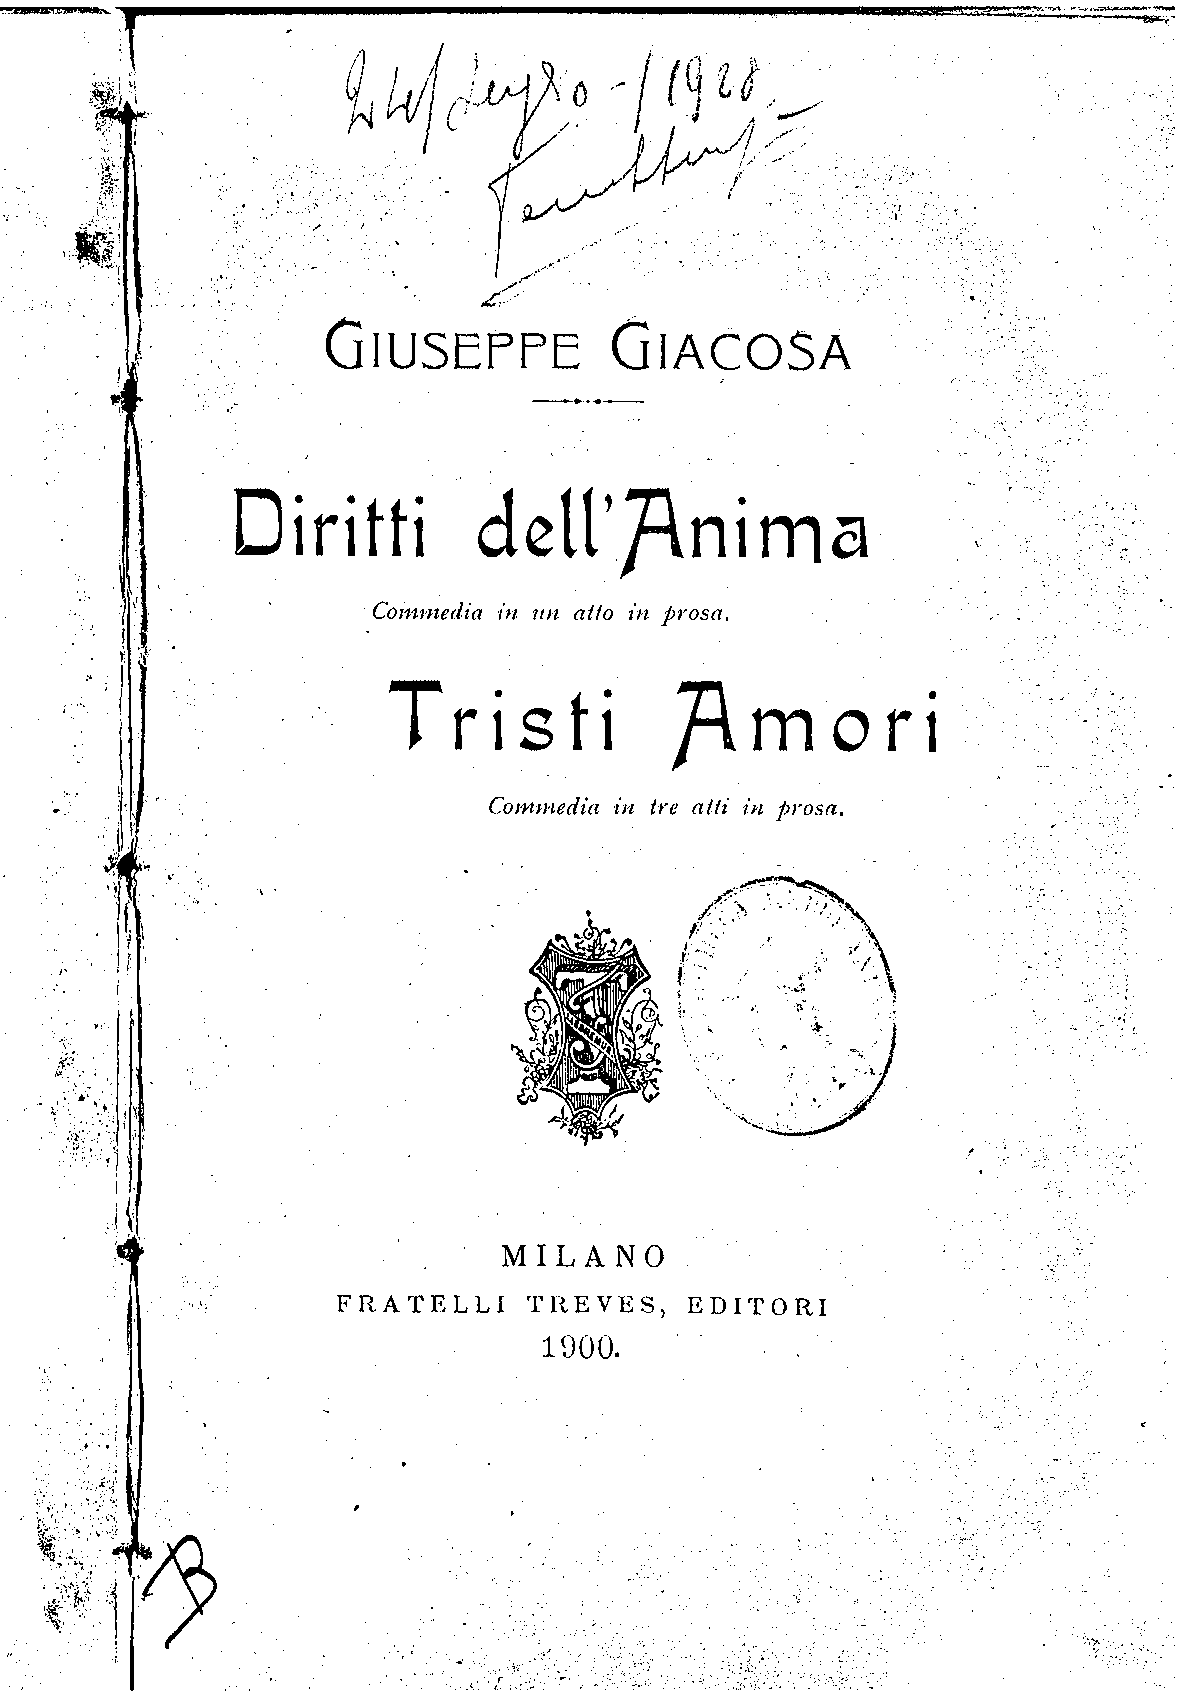 1928
GIUSEPPE GIACOSA
Diritti dell'Anima
Commedia in un atto in prosa.
Tristi Amori
Commedia in tre atti in prosa.
MILANO
FRATELLI TREVES, EDITORI
1900.
B